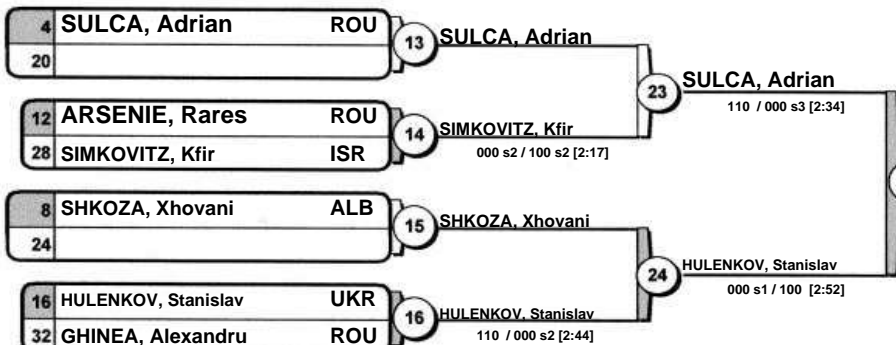 4 SULCA, Adrian ROU
20
13 SULCA, Adrian
12 ARSENIE, Rares ROU
28 SIMKOVITZ, Kfir ISR
14 SIMKOVITZ, Kfir
000 s2 / 100 s2 [2:17]
23 SULCA, Adrian
110 / 000 s3 [2:34]
8 SHKOZA, Xhovani ALB
24
15 SHKOZA, Xhovani
16 HULENKOV, Stanislav UKR
32 GHINEA, Alexandru ROU
16 HULENKOV, Stanislav
110 / 000 s2 [2:44]
24 HULENKOV, Stanislav
000 s1 / 100 [2:52]